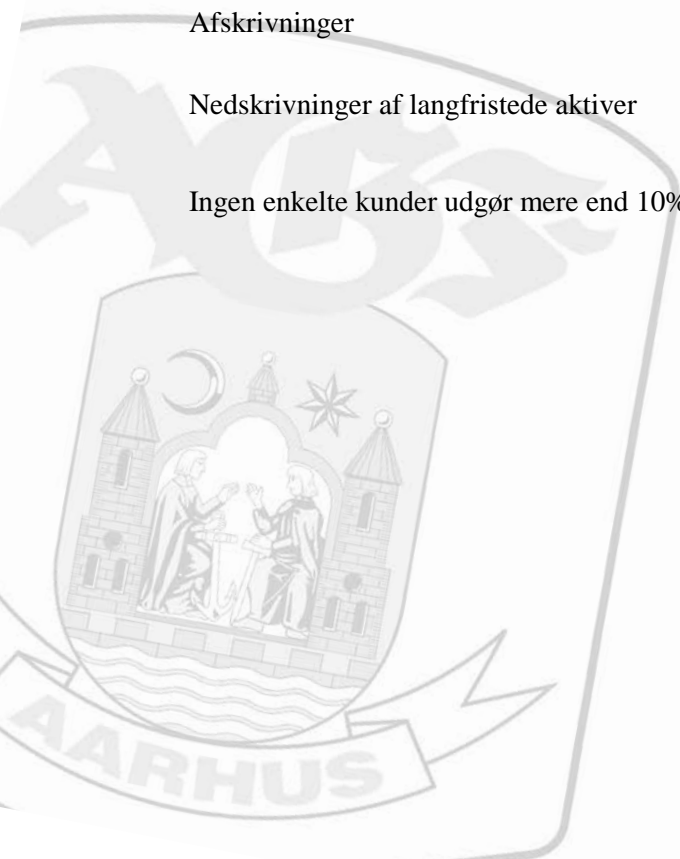 Afskrivninger
Nedskrivninger af langfristede aktiver
Ingen enkelte kunder udgør mere end 10%
AGF
AARHUS